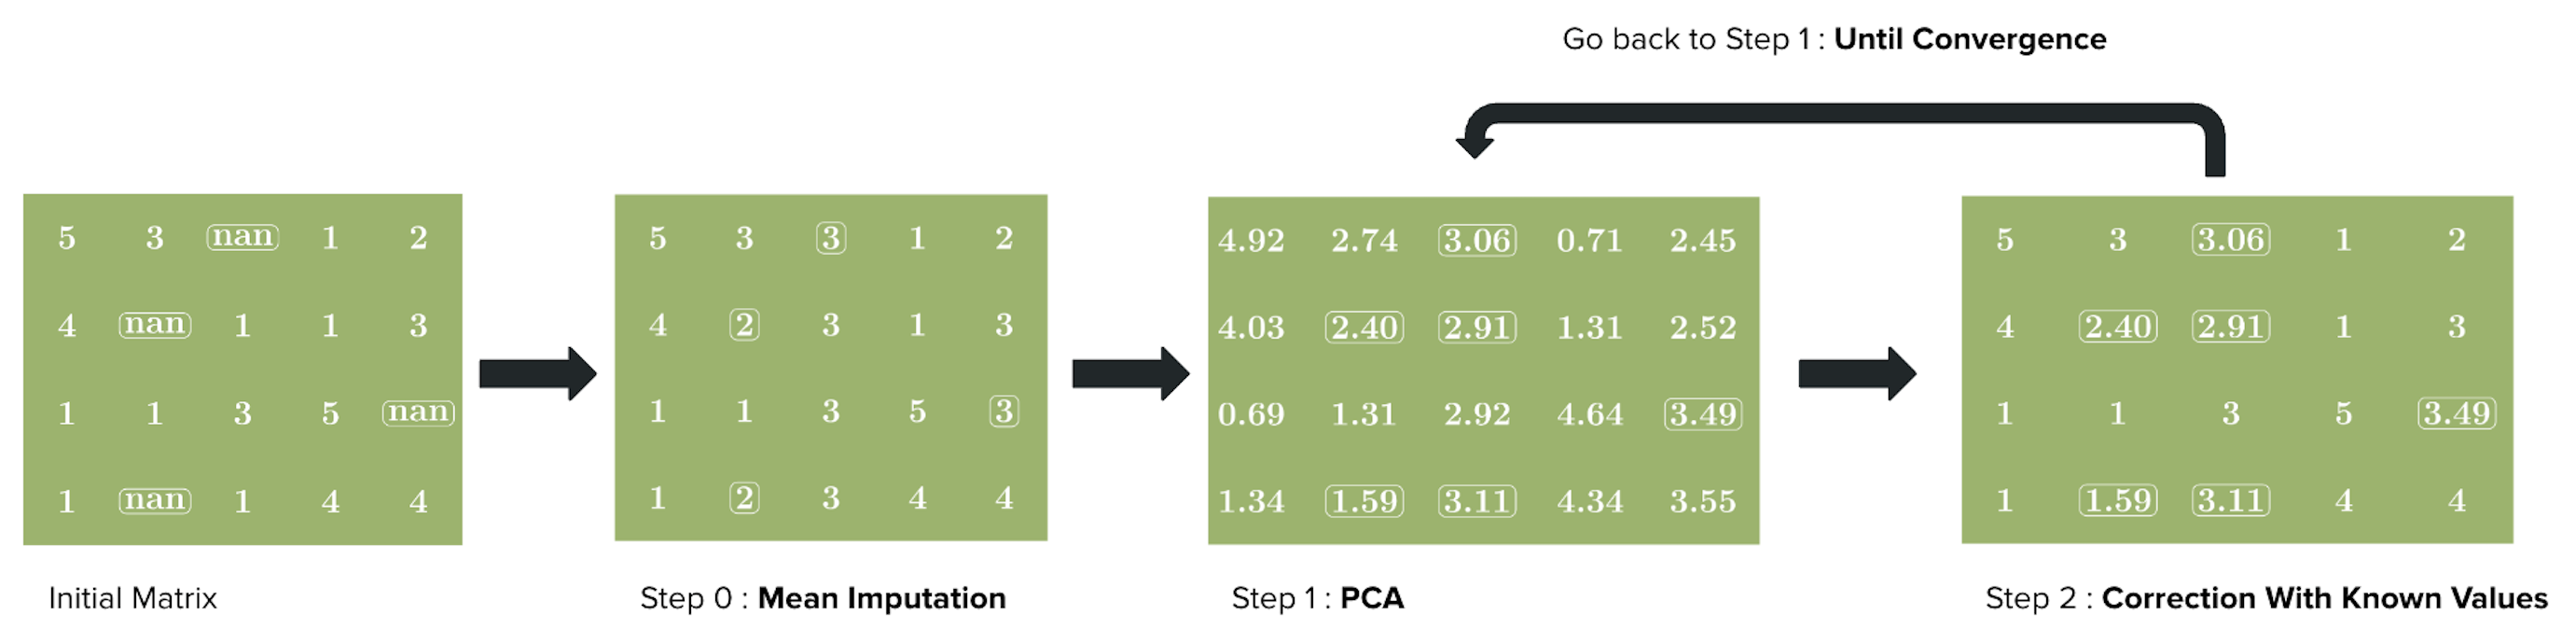 Go back to Step 1 : Until Convergence
5 3 nan 1 2
4 nan 1 1 3
1 1 3 5 nan
1 nan 1 4 4
Initial Matrix
5 3 3 1 2
4 2 3 1 3
1 1 3 5 3
1 2 3 4 4
Step 0 : Mean Imputation
4.92 2.74 3.06 0.71 2.45
4.03 2.40 2.91 1.31 2.52
0.69 1.31 2.92 4.64 3.49
1.34 1.59 3.11 4.34 3.55
Step 1 : PCA
5 3 3.06 1 2
4 2.40 2.91 1 3
1 1 3 5 3.49
1 1.59 3.11 4 4
Step 2 : Correction With Known Values